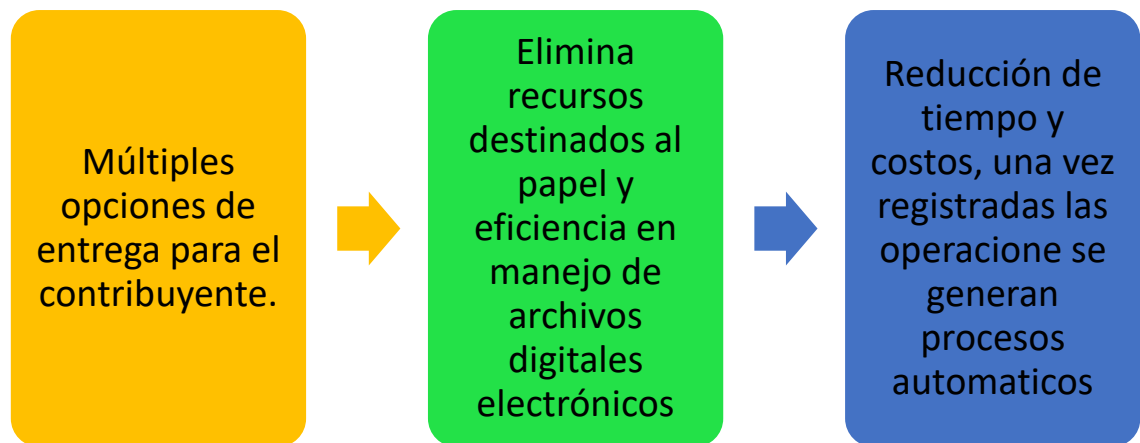 Múltiples
opciones de
entrega para el
contribuyente.
Elimina
recursos
destinados al
papel y
eficiencia en
manejo de
archivos
digitales
electrónicos
Reducción de
tiempo y
costos, una vez
registradas las
operacione se
generan
procesos
automaticos